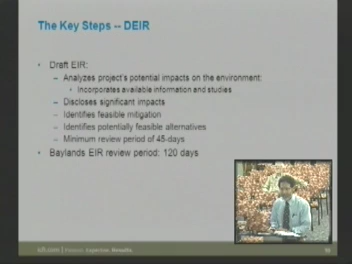 The Key Steps -- DEIR
• Draft EIR:
– Analyzes project's potential impacts on the environment:
• Incorporates available information and studies
– Discloses significant impacts
– Identifies feasible mitigation
– Identifies potentially feasible alternatives
– Minimum review period of 45-days
• Baylands EIR review period: 120 days